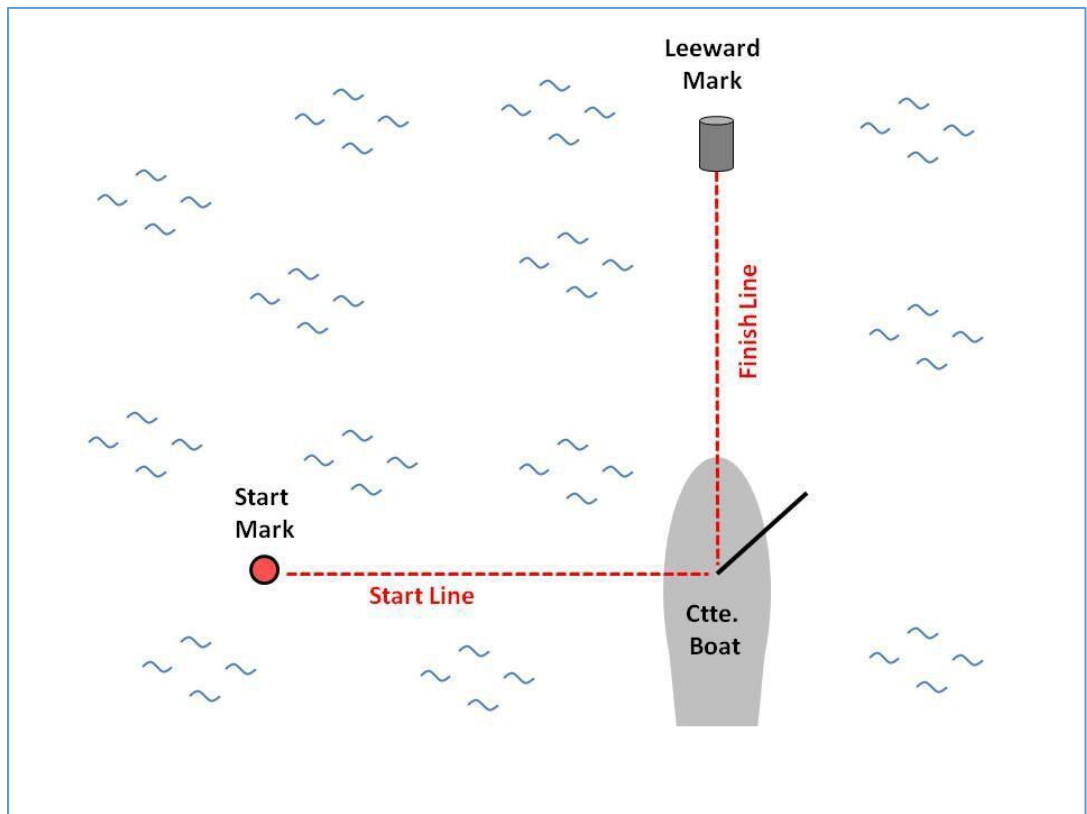 Leeward
Mark
Finish Line
Start
Mark
Start Line
Ctte.
Boat